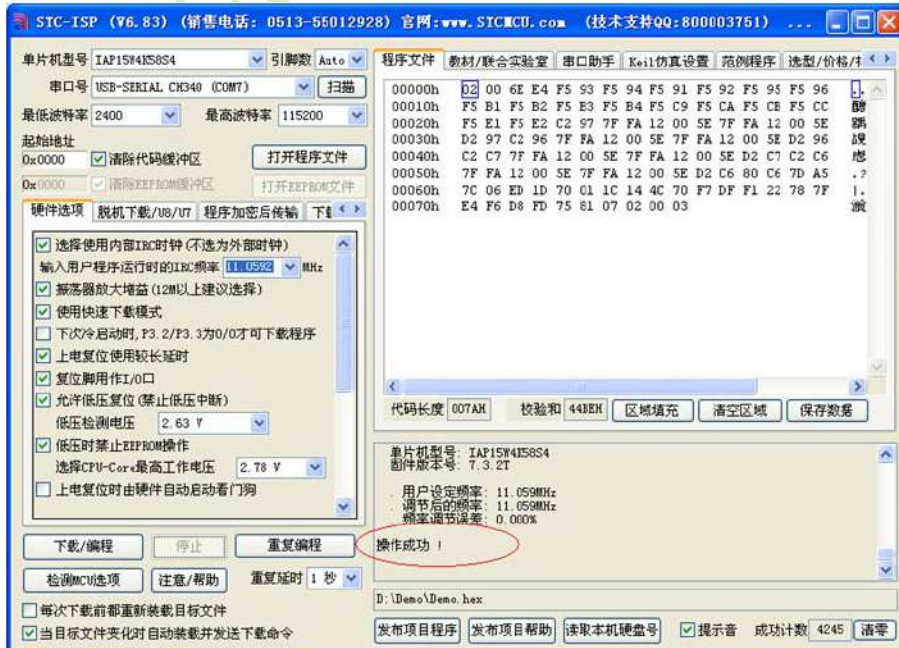 STC-ISP (V6.83) (销售电话: 0513-55012928) 官网:www.STCMCU.com (技术支持QQ:800003751) ...
单片机型号 IAP15W4K58S4 引脚数 Auto
串口号 USB-SERIAL CH340 (COM7) 扫描
最低波特率 2400 最高波特率 115200
起始地址
0x0000 清除代码缓冲区 打开程序文件
0x0000 清除EEPROM缓冲区 打开EEPROM文件
硬件选项 脱机下载/U8/U7 程序加密后传输
选择使用内部IRC时钟(不选为外部时钟)
输入用户程序运行时的IRC频率 11.0592 MHz
振荡器放大增益(12M以上建议选择)
使用快速下载模式
下次冷启动时,P3.2/P3.3为0/0才可下载程序
上电复位使用较长延时
复位脚用作I/O口
允许低压复位(禁止低压中断)
低压检测电压 2.63 V
低压时禁止EEPROM操作
选择CPU-Core最高工作电压 2.78 V
上电复位时由硬件自动启动看门狗
下载/编程 停止 重复编程
检测MCU选项 注意/帮助 重复延时 1 秒
每次下载前都重新装载目标文件
当目标文件变化时自动装载并发送下载命令
程序文件 教材/联合实验室 串口助手 Keil仿真设置 范例程序 选型/价格/
00000h 02 00 6E E4 F5 93 F5 94 F5 91 F5 92 F5 95 F5 96
00010h F5 B1 F5 B2 F5 B3 F5 B4 F5 C9 F5 CA F5 CB F5 CC
00020h F5 E1 F5 E2 C2 97 7F FA 12 00 5E 7F FA 12 00 5E
00030h D2 97 C2 96 7F FA 12 00 5E 7F FA 12 00 5E D2 96
00040h C2 C7 7F FA 12 00 5E 7F FA 12 00 5E D2 C7 C2 C6
00050h 7F FA 12 00 5E 7F FA 12 00 5E D2 C6 80 C6 7D A5 .?
00060h 7C 06 ED 1D 70 01 1C 14 4C 70 F7 DF F1 22 78 7F |.
00070h E4 F6 D8 FD 75 81 07 02 00 03
代码长度 007AH 校验和 44BEH 区域填充 清空区域 保存数据
单片机型号: IAP15W4K58S4
固件版本号: 7.3.2T
. 用户设定频率: 11.059MHz
. 调节后的频率: 11.059MHz
频率调节误差: 0.000%
操作成功 !
D:\Demo\Demo.hex
发布项目程序 发布项目帮助 读取本机硬盘号 提示音 成功计数 4245 清零